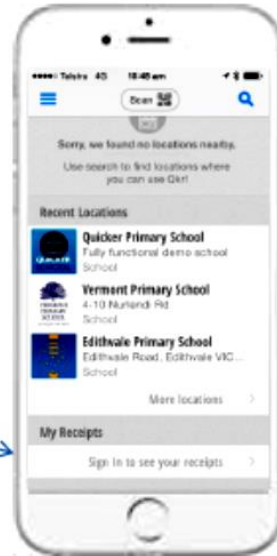 Telstra 4G 10:48 am
Scan
Sorry, we found no locations nearby.
Use search to find locations where
you can use Qkr!
Recent Locations
QUICKER
Quicker Primary School
Fully functional demo school
School
Vermont Primary School
4-10 Nurlendi Rd
School
Edithvale Primary School
Edithvale Road, Edithvale VIC...
School
More locations
My Receipts
Sign In to see your receipts